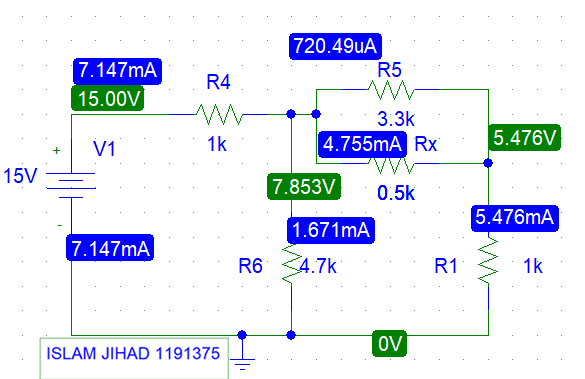 720.49uA
7.147mA
R4
R5
15.00V
3.3k
1k
4.755mA
Rx
5.476V
+
V1
15V
7.853V
0.5k
-
1.671mA
5.476mA
7.147mA
R6
4.7k
R1
1k
0V
ISLAM JIHAD 1191375